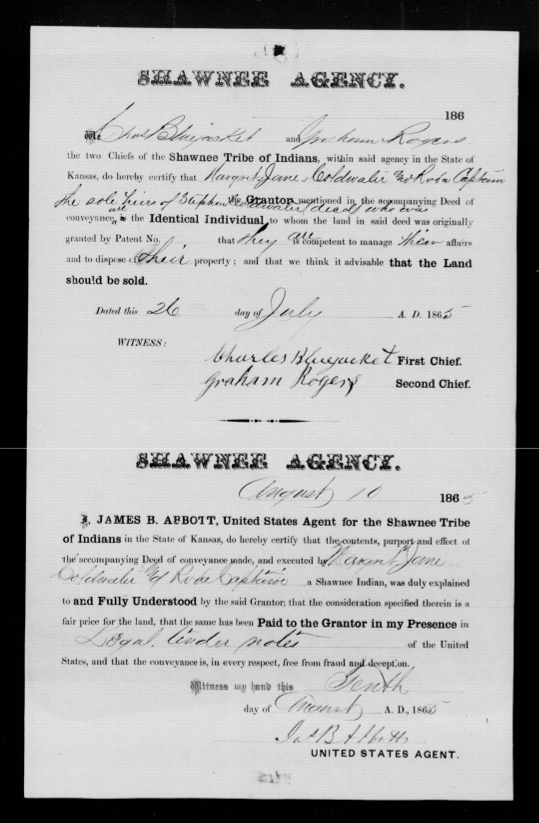 SHAWNEE AGENCY.
186
We Chas Bluejacket and Graham Rogers
the two Chiefs of the Shawnee Tribe of Indians, within said agency in the State of
Kansas, do hereby certify that Margret Jane Coldwater and Roda Captain
the sole heirs of Stephen Coldwater (dead) who was
the Grantor mentioned in the accompanying Deed of
conveyance, are is the Identical Individual, to whom the land in said deed was originally
granted by Patent No. that they are is competent to manage their affairs
and to dispose of their property; and that we think it advisable that the Land
should be sold.
Dated this 26 day of July A. D. 1865
WITNESS:
Charles Bluejacket First Chief.
Graham Rogers Second Chief.
SHAWNEE AGENCY.
August 10 1865
I, JAMES B. ABBOTT, United States Agent for the Shawnee Tribe
of Indians in the State of Kansas, do hereby certify that the contents, purport and effect of
the accompanying Deed of conveyance made, and executed by Margret Jane
Coldwater and Roda Captain a Shawnee Indian, was duly explained
to and Fully Understood by the said Grantor; that the consideration specified therein is a
fair price for the land, that the same has been Paid to the Grantor in my Presence in
Legal tender notes of the United
States, and that the conveyance is, in every respect, free from fraud and deception.
Witness my hand this Tenth
day of August A. D., 1865
Jas B Abbott
UNITED STATES AGENT.